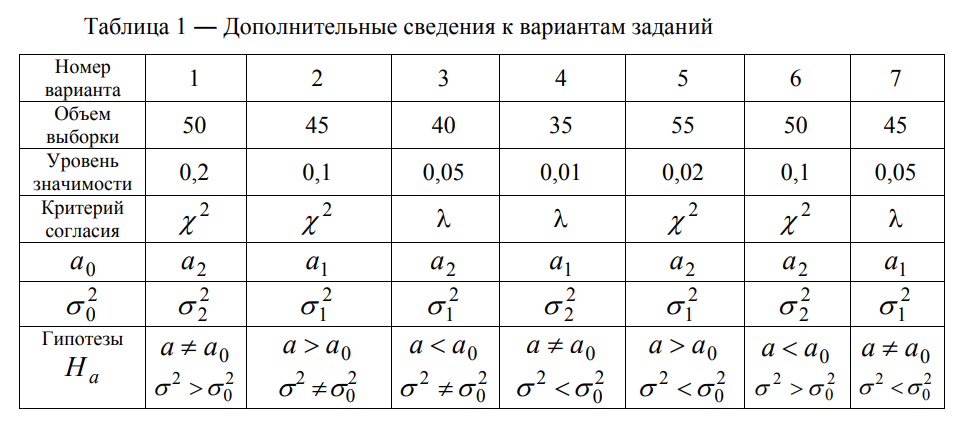 Таблица 1 — Дополнительные сведения к вариантам заданий
Номер варианта 1 2 3 4 5 6 7
Объем выборки 50 45 40 35 55 50 45
Уровень значимости 0,2 0,1 0,05 0,01 0,02 0,1 0,05
Критерий согласия χ² χ² λ λ χ² χ² λ
a₀ a₂ a₁ a₂ a₁ a₂ a₂ a₁
σ₀² σ₂² σ₁² σ₁² σ₂² σ₁² σ₂² σ₁²
Гипотезы Hₐ a ≠ a₀ a > a₀ a < a₀ a ≠ a₀ a > a₀ a < a₀ a ≠ a₀
σ² > σ₀² σ² ≠ σ₀² σ² ≠ σ₀² σ² < σ₀² σ² < σ₀² σ² > σ₀² σ² < σ₀²